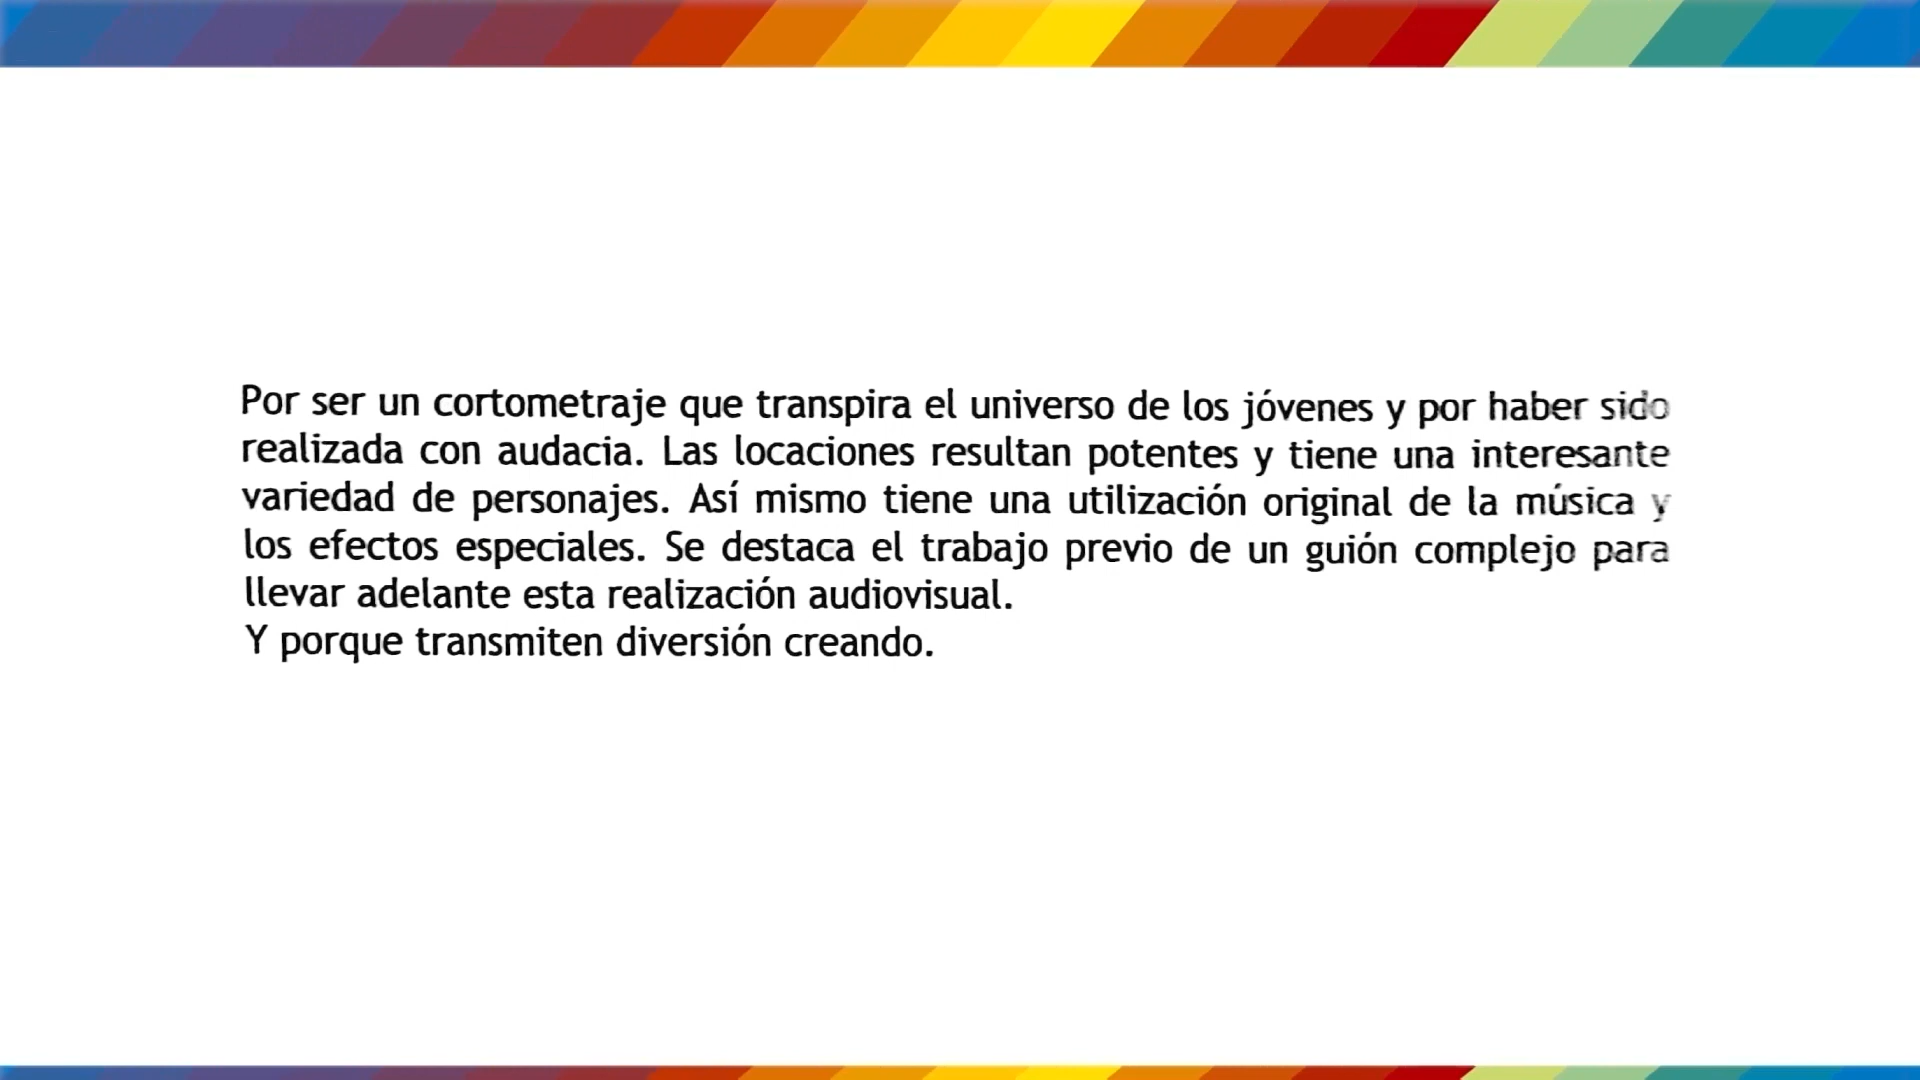 Por ser un cortometraje que transpira el universo de los jóvenes y por haber sido
realizada con audacia. Las locaciones resultan potentes y tiene una interesante
variedad de personajes. Así mismo tiene una utilización original de la música y
los efectos especiales. Se destaca el trabajo previo de un guión complejo para
llevar adelante esta realización audiovisual.
Y porque transmiten diversión creando.